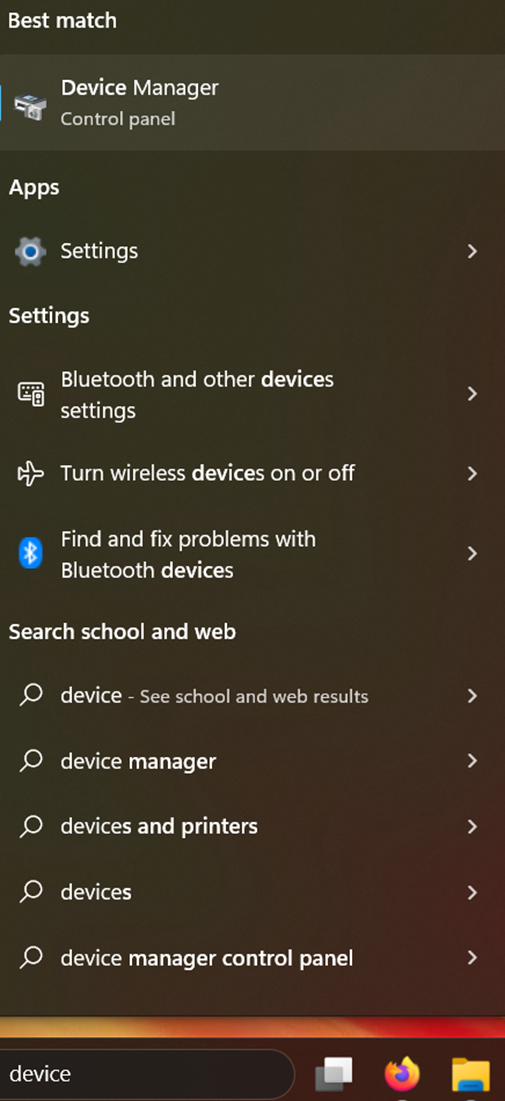 Best match
Device Manager
Control panel
Apps
Settings
Settings
Bluetooth and other devices
settings
Turn wireless devices on or off
Find and fix problems with
Bluetooth devices
Search school and web
device - See school and web results
device manager
devices and printers
devices
device manager control panel
device